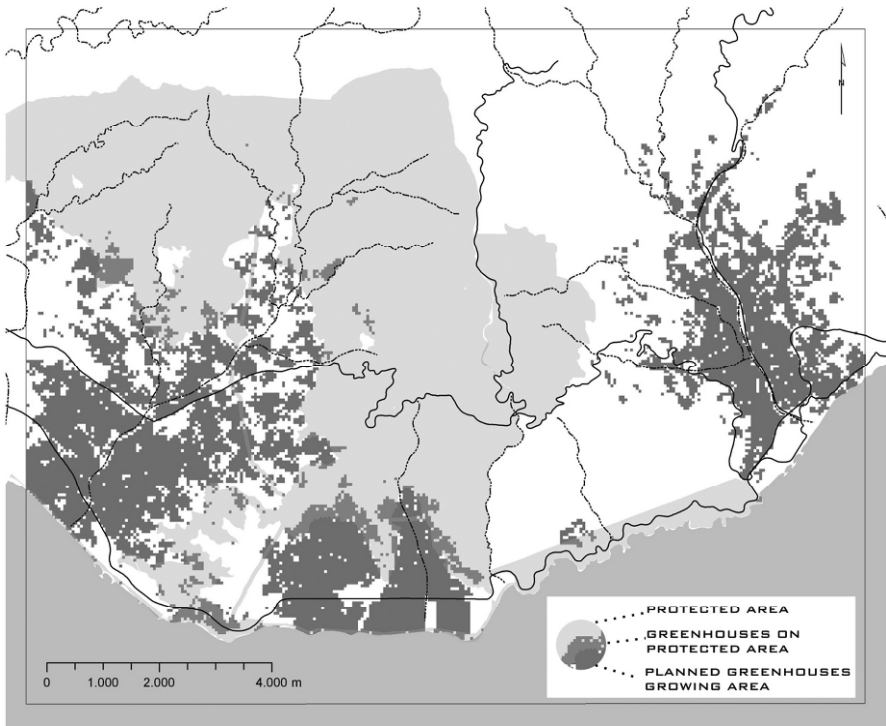 N
PROTECTED AREA
GREENHOUSES ON
PROTECTED AREA
PLANNED GREENHOUSES
GROWING AREA
0 1.000 2.000 4.000 m